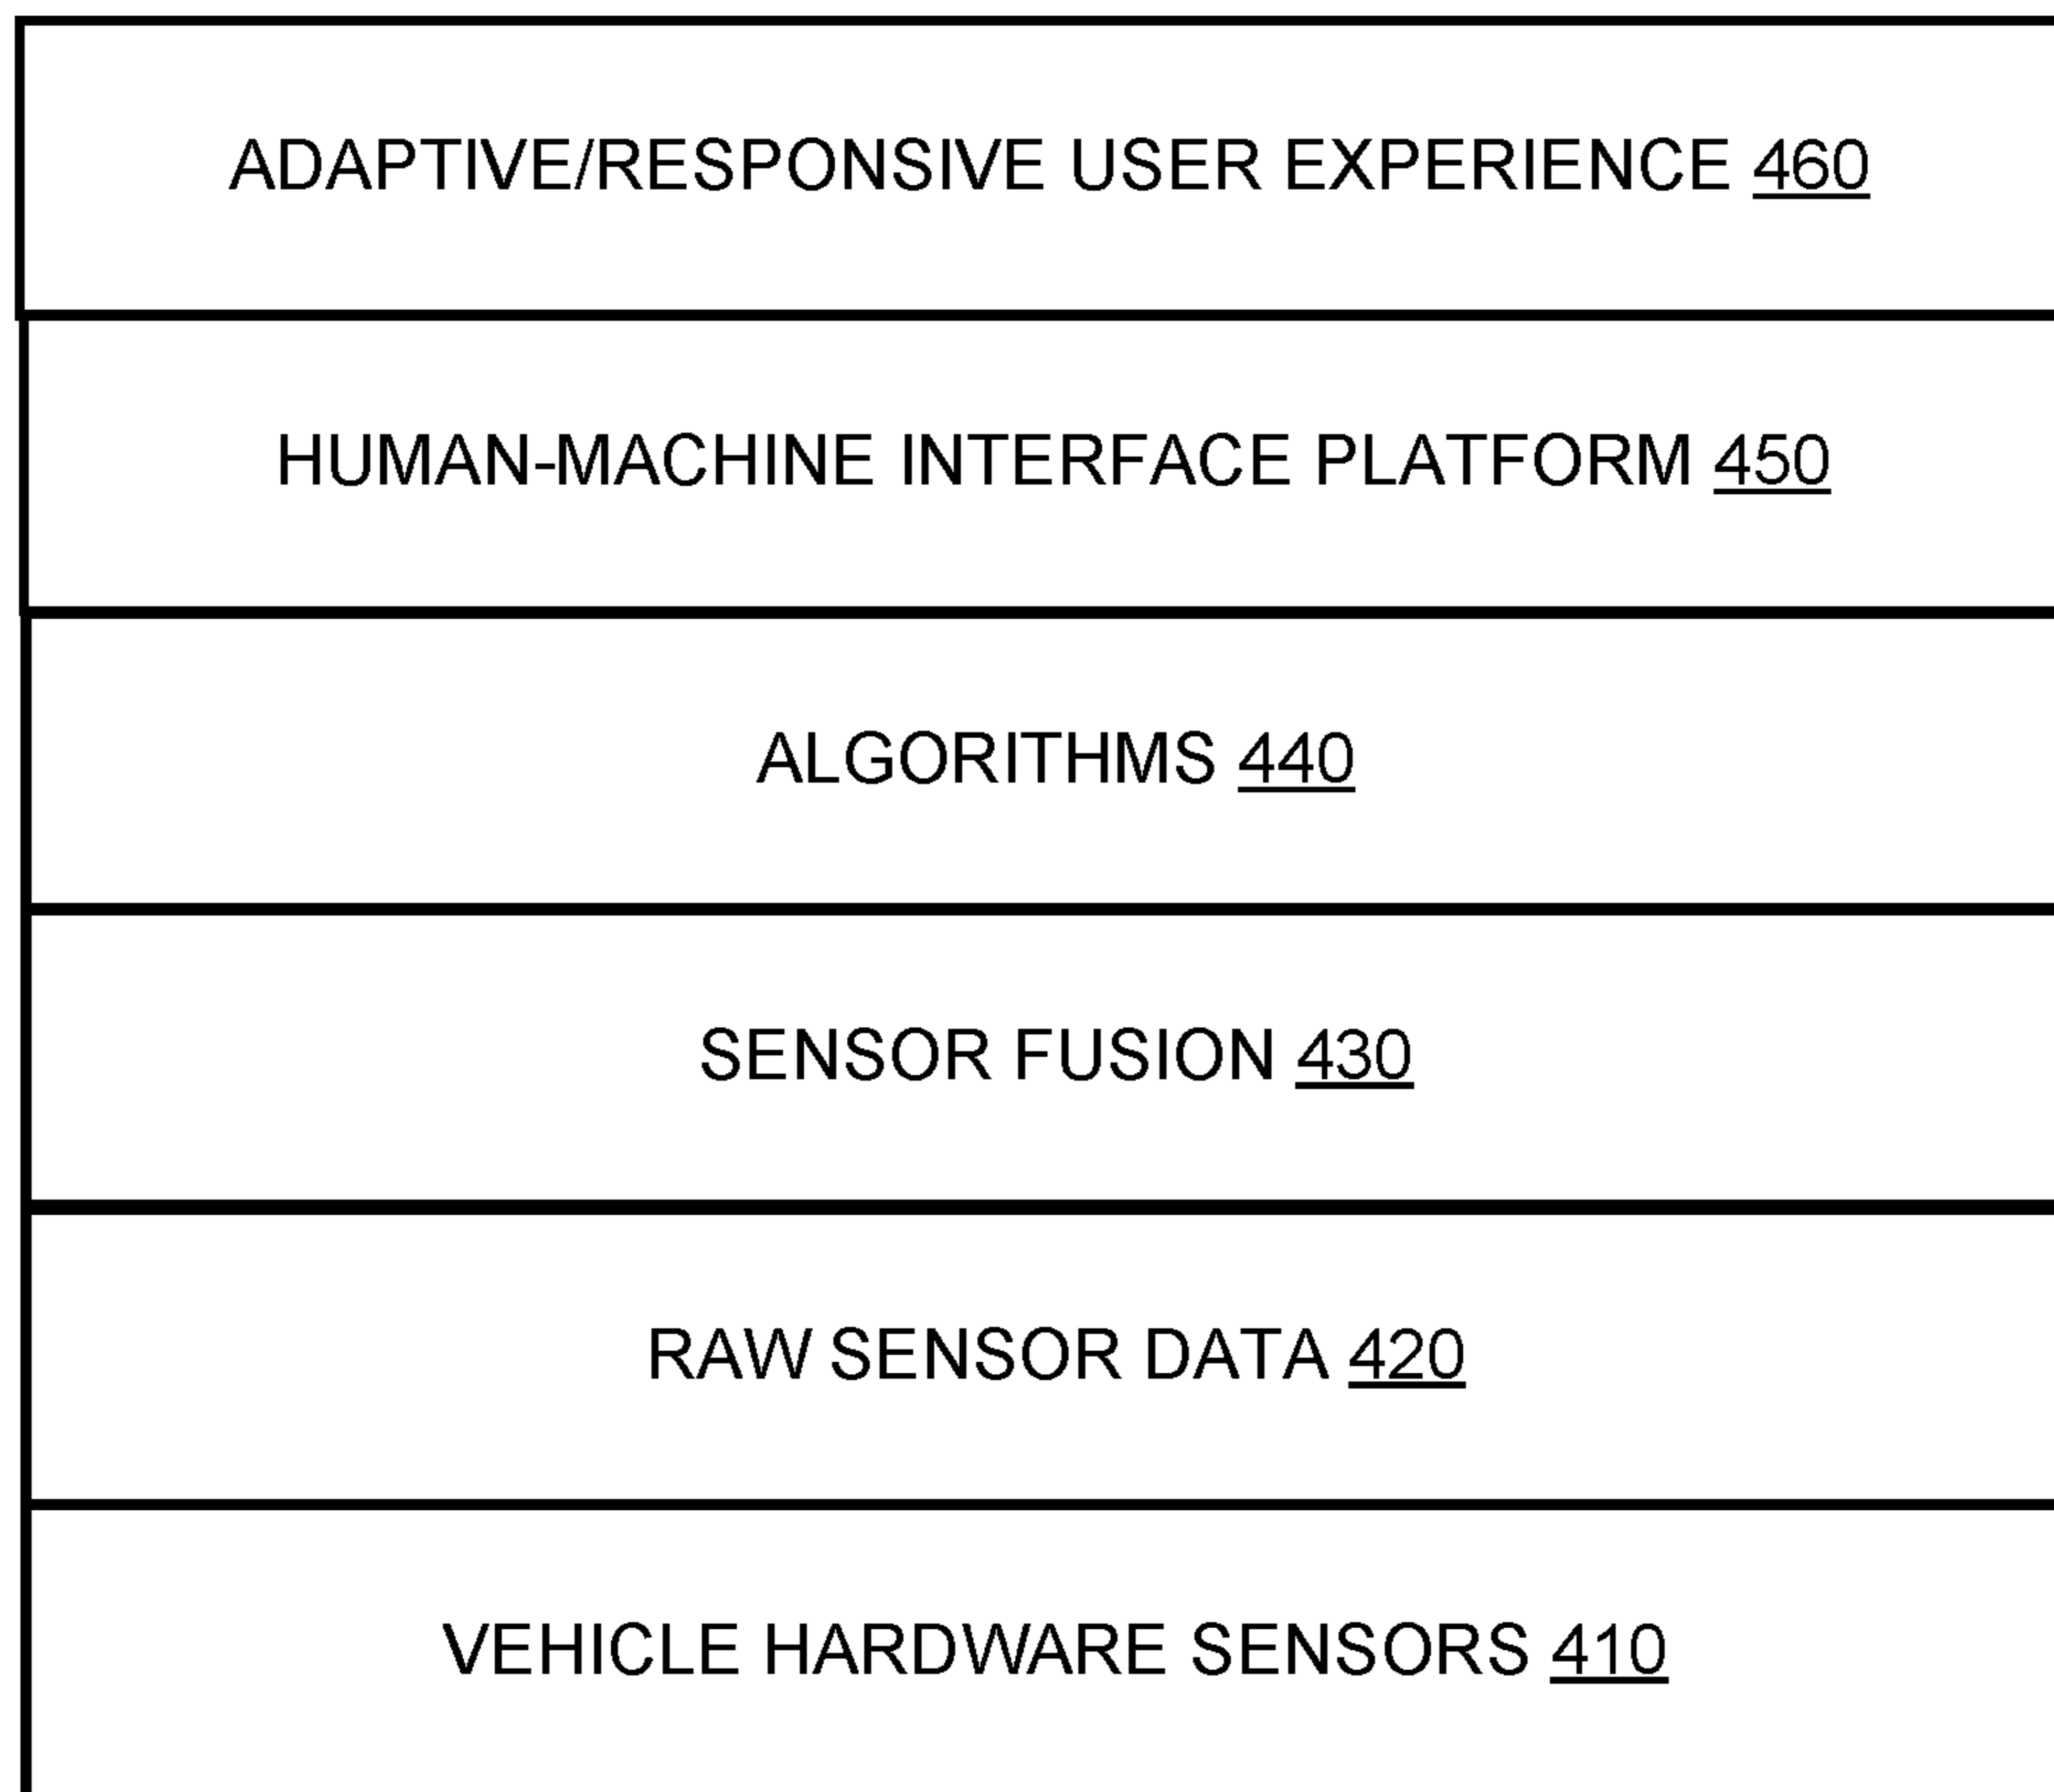 ADAPTIVE/RESPONSIVE USER EXPERIENCE 460
HUMAN-MACHINE INTERFACE PLATFORM 450
ALGORITHMS 440
SENSOR FUSION 430
RAW SENSOR DATA 420
VEHICLE HARDWARE SENSORS 410